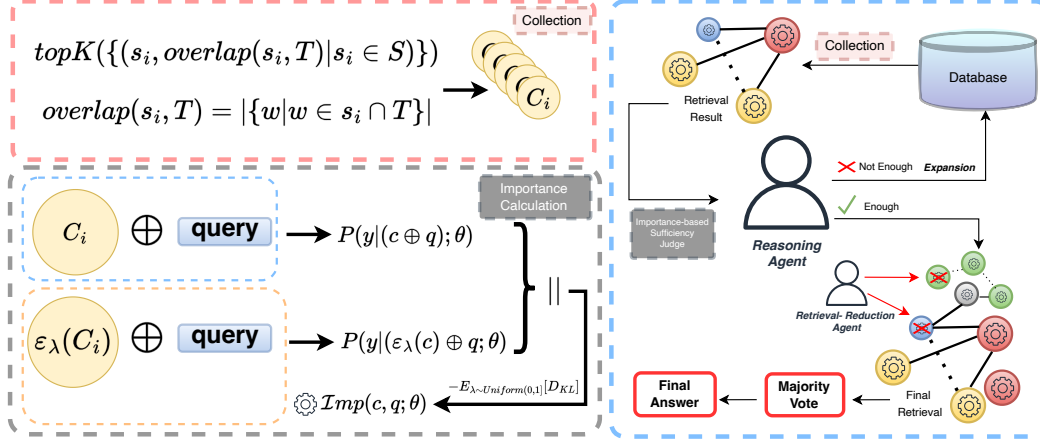 Collection
topK({(s_i, overlap(s_i, T)|s_i ∈ S)})
overlap(s_i, T) = |{w|w ∈ s_i ∩ T}|
C_i
Importance
Calculation
C_i ⊕ query
P(y|(c ⊕ q); θ)
||
ε_λ(C_i) ⊕ query
P(y|(ε_λ(c) ⊕ q; θ)
−E_{λ∼Uniform(0,1)}[D_{KL}]
Imp(c, q; θ)
Collection
Database
Retrieval
Result
Not Enough Expansion
Enough
Importance-based
Sufficiency
Judge
Reasoning
Agent
Retrieval- Reduction
Agent
Final
Retrieval
Majority
Vote
Final
Answer